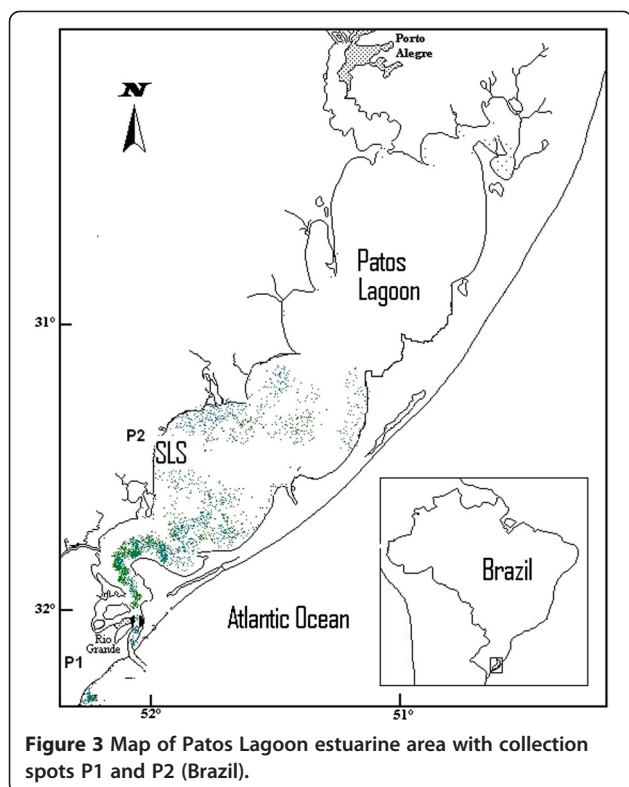 N
Porto
Alegre
Patos
Lagoon
31°
P2
SLS
Brazil
32°
Atlantic Ocean
Rio
Grande
P1
52°
51°
Figure 3 Map of Patos Lagoon estuarine area with collection
spots P1 and P2 (Brazil).